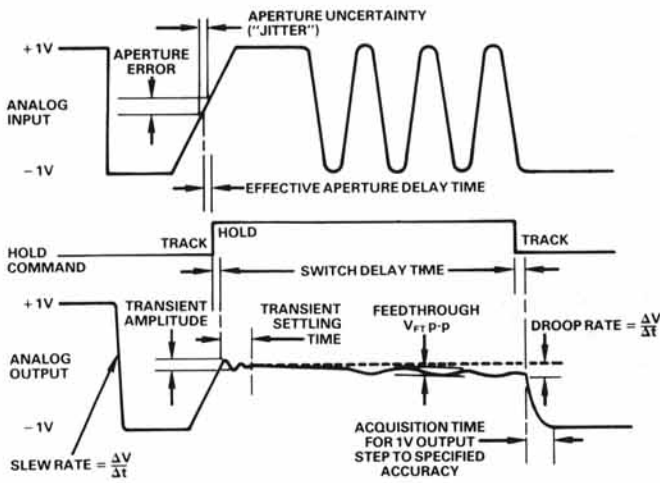 APERTURE UNCERTAINTY
("JITTER")
+1V
APERTURE
ERROR
ANALOG
INPUT
−1V
EFFECTIVE APERTURE DELAY TIME
HOLD
TRACK
TRACK
HOLD
COMMAND
SWITCH DELAY TIME
+1V
TRANSIENT
AMPLITUDE
TRANSIENT
SETTLING
TIME
FEEDTHROUGH
V_FT p-p
DROOP RATE = ΔV/Δt
ANALOG
OUTPUT
−1V
ACQUISITION TIME
FOR 1V OUTPUT
STEP TO SPECIFIED
ACCURACY
SLEW RATE = ΔV/Δt